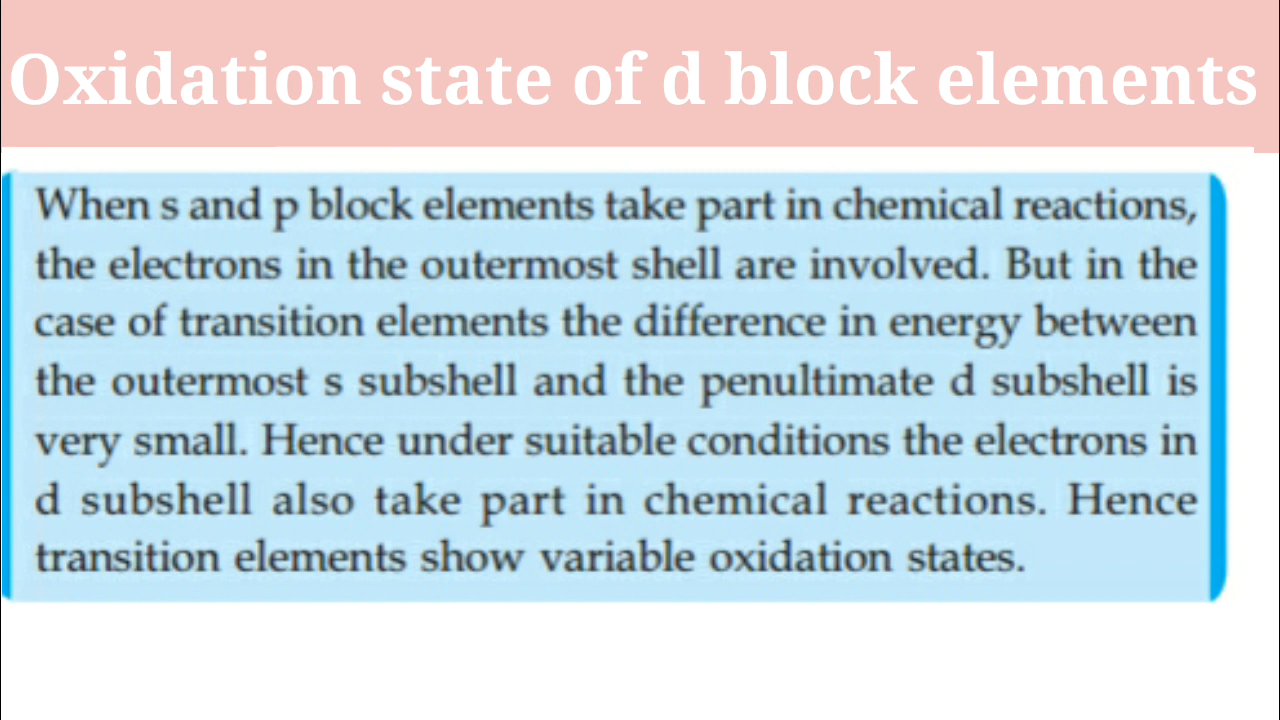 Oxidation state of d block elements
When s and p block elements take part in chemical reactions,
the electrons in the outermost shell are involved. But in the
case of transition elements the difference in energy between
the outermost s subshell and the penultimate d subshell is
very small. Hence under suitable conditions the electrons in
d subshell also take part in chemical reactions. Hence
transition elements show variable oxidation states.